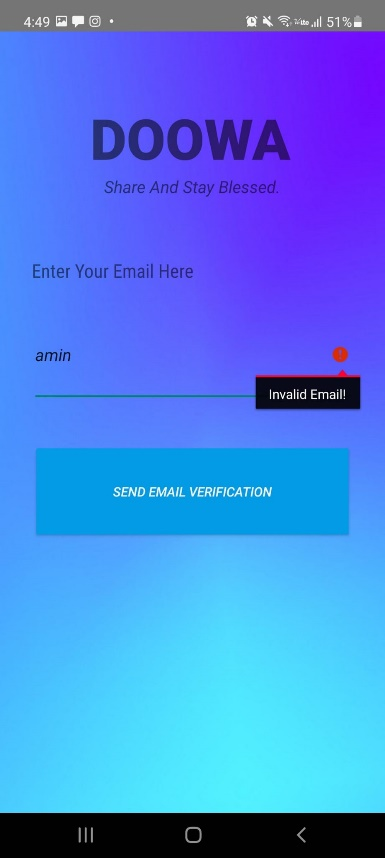 4:49 51%
DOOWA
Share And Stay Blessed.
Enter Your Email Here
amin
Invalid Email!
SEND EMAIL VERIFICATION